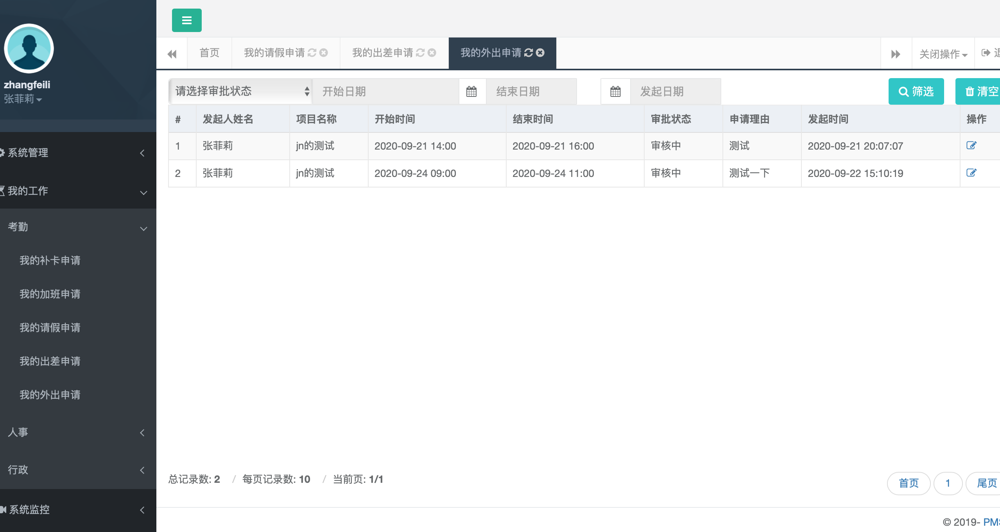 zhangfeili
张菲莉
系统管理
我的工作
考勤
我的补卡申请
我的加班申请
我的请假申请
我的出差申请
我的外出申请
人事
行政
系统监控
首页 我的请假申请 我的出差申请 我的外出申请 关闭操作
请选择审批状态 开始日期 结束日期 发起日期 筛选 清空
# 发起人姓名 项目名称 开始时间 结束时间 审批状态 申请理由 发起时间 操作
1 张菲莉 jn的测试 2020-09-21 14:00 2020-09-21 16:00 审核中 测试 2020-09-21 20:07:07
2 张菲莉 jn的测试 2020-09-24 09:00 2020-09-24 11:00 审核中 测试一下 2020-09-22 15:10:19
总记录数: 2 / 每页记录数: 10 / 当前页: 1/1
首页 1 尾页
© 2019-